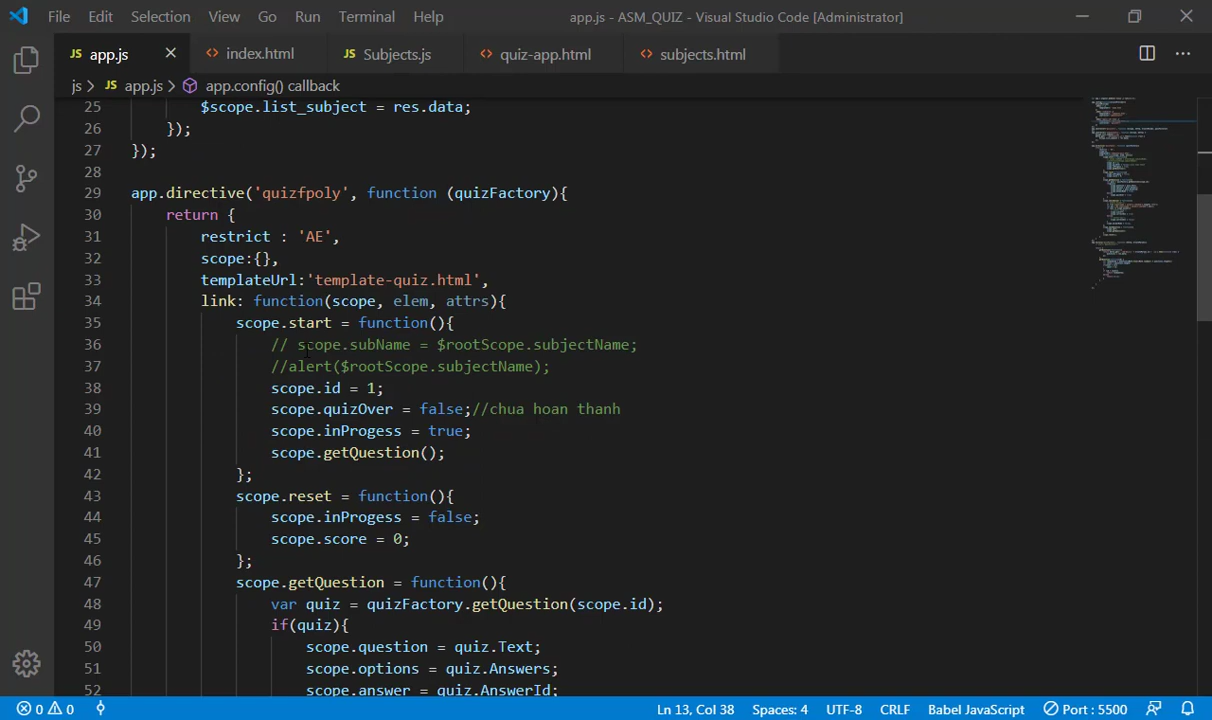 File Edit Selection View Go Run Terminal Help app.js - ASM_QUIZ - Visual Studio Code [Administrator]
JS app.js <> index.html JS Subjects.js <> quiz-app.html <> subjects.html
js > JS app.js > app.config() callback
25 $scope.list_subject = res.data;
26 });
27 });
28
29 app.directive('quizfpoly', function (quizFactory){
30 return {
31 restrict : 'AE',
32 scope:{},
33 templateUrl:'template-quiz.html',
34 link: function(scope, elem, attrs){
35 scope.start = function(){
36 // scope.subName = $rootScope.subjectName;
37 //alert($rootScope.subjectName);
38 scope.id = 1;
39 scope.quizOver = false;//chua hoan thanh
40 scope.inProgess = true;
41 scope.getQuestion();
42 };
43 scope.reset = function(){
44 scope.inProgess = false;
45 scope.score = 0;
46 };
47 scope.getQuestion = function(){
48 var quiz = quizFactory.getQuestion(scope.id);
49 if(quiz){
50 scope.question = quiz.Text;
51 scope.options = quiz.Answers;
52 scope.answer = quiz.AnswerId;
0 0 Ln 13, Col 38 Spaces: 4 UTF-8 CRLF Babel JavaScript Port : 5500